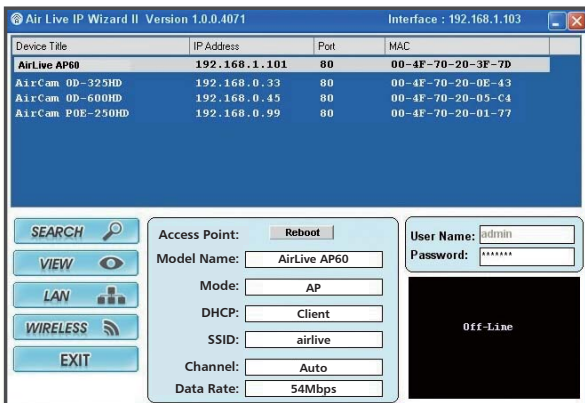 Air Live IP Wizard II Version 1.0.0.4071 Interface : 192.168.1.103
Device Title IP Address Port MAC
AirLive AP60 192.168.1.101 80 00-4F-70-20-3F-7D
AirCam OD-325HD 192.168.0.33 80 00-4F-70-20-0E-43
AirCam OD-600HD 192.168.0.45 80 00-4F-70-20-05-C4
AirCam POE-250HD 192.168.0.99 80 00-4F-70-20-01-77
SEARCH
VIEW
LAN
WIRELESS
EXIT
Access Point: Reboot
Model Name: AirLive AP60
Mode: AP
DHCP: Client
SSID: airlive
Channel: Auto
Data Rate: 54Mbps
User Name: admin
Password: *******
Off-Line